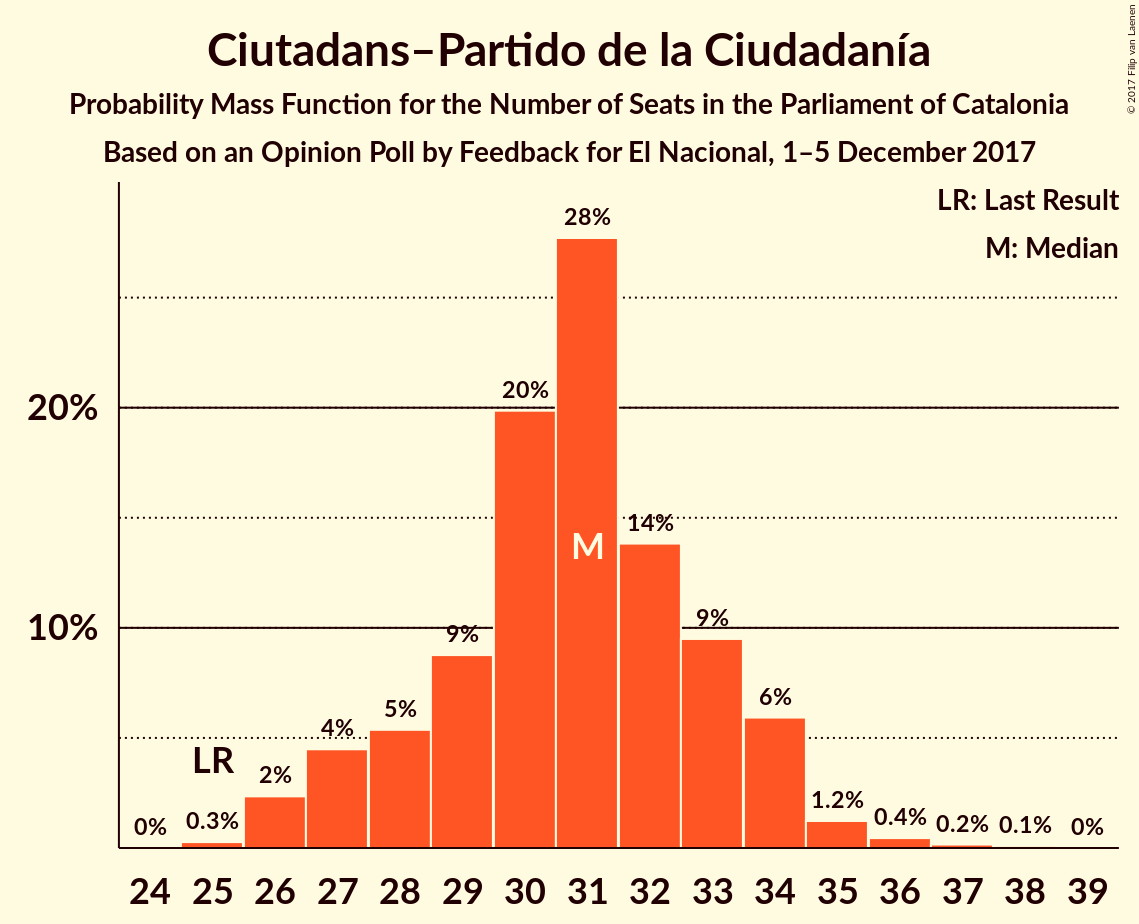 Ciutadans–Partido de la Ciudadanía
Probability Mass Function for the Number of Seats in the Parliament of Catalonia
Based on an Opinion Poll by Feedback for El Nacional, 1–5 December 2017
© 2017 Filip van Laenen
LR: Last Result
M: Median
20%
10%
0%
LR
0.3%
2%
4%
5%
9%
20%
28%
M
14%
9%
6%
1.2%
0.4%
0.2%
0.1%
0%
24 25 26 27 28 29 30 31 32 33 34 35 36 37 38 39